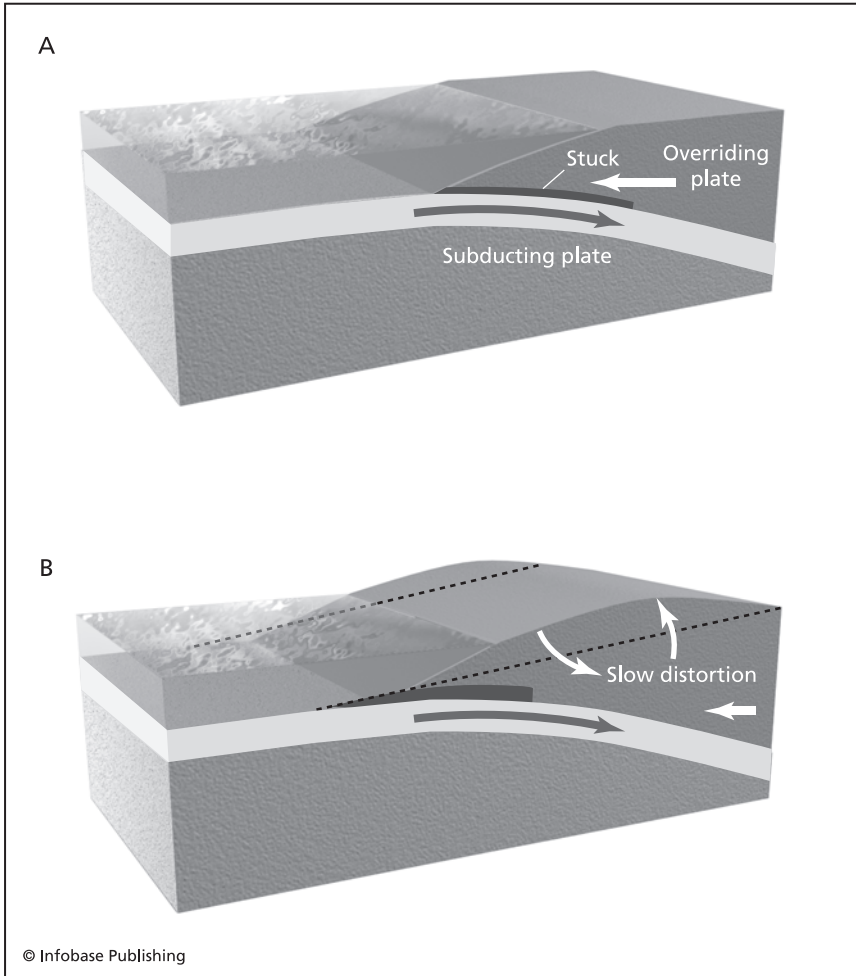 A
Stuck
Overriding
plate
Subducting plate
B
Slow distortion
© Infobase Publishing